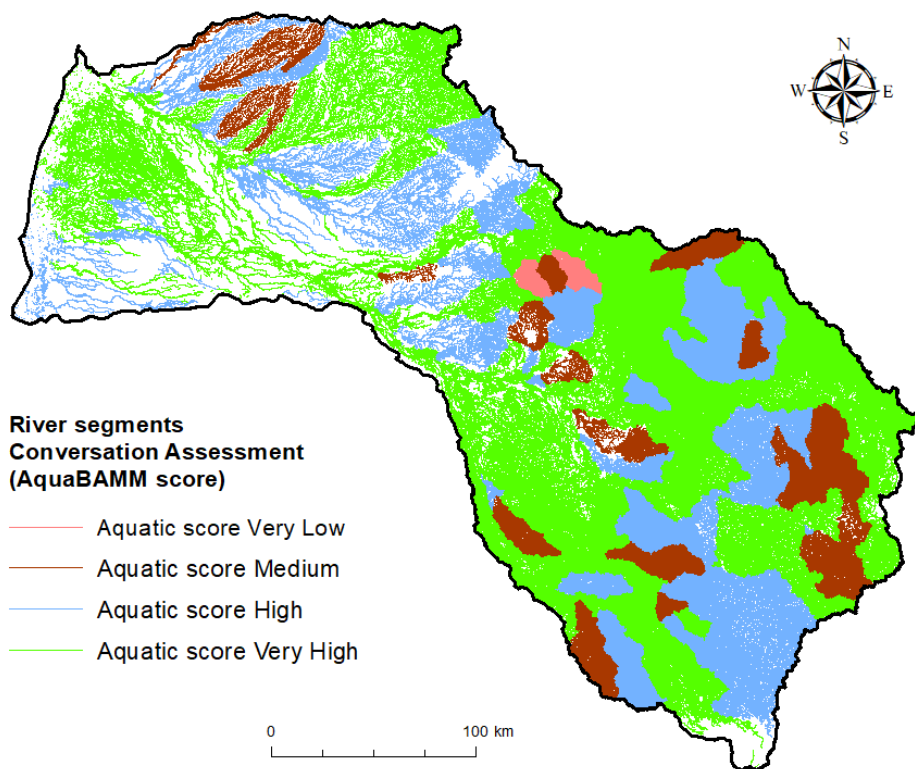 N
W E
S
River segments
Conversation Assessment
(AquaBAMM score)
Aquatic score Very Low
Aquatic score Medium
Aquatic score High
Aquatic score Very High
0 100 km